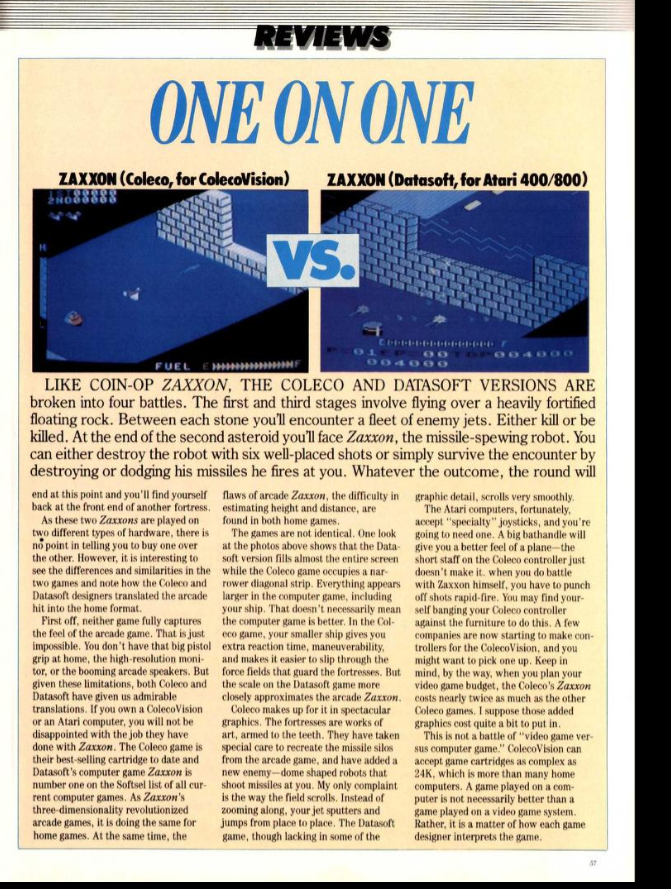 REVIEWS
ONE ON ONE
ZAXXON (Coleco, for ColecoVision)
ZAXXON (Datasoft, for Atari 400/800)
1ST00000
2ND00000
H
FUEL E F
VS.
E F
P=01 EP=00 TOP004000
004000
LIKE COIN-OP ZAXXON, THE COLECO AND DATASOFT VERSIONS ARE
broken into four battles. The first and third stages involve flying over a heavily fortified
floating rock. Between each stone you'll encounter a fleet of enemy jets. Either kill or be
killed. At the end of the second asteroid you'll face Zaxxon, the missile-spewing robot. You
can either destroy the robot with six well-placed shots or simply survive the encounter by
destroying or dodging his missiles he fires at you. Whatever the outcome, the round will
end at this point and you'll find yourself
back at the front end of another fortress.
As these two Zaxxons are played on
two different types of hardware, there is
no point in telling you to buy one over
the other. However, it is interesting to
see the differences and similarities in the
two games and note how the Coleco and
Datasoft designers translated the arcade
hit into the home format.
First off, neither game fully captures
the feel of the arcade game. That is just
impossible. You don't have that big pistol
grip at home, the high-resolution moni-
tor, or the booming arcade speakers. But
given these limitations, both Coleco and
Datasoft have given us admirable
translations. If you own a ColecoVision
or an Atari computer, you will not be
disappointed with the job they have
done with Zaxxon. The Coleco game is
their best-selling cartridge to date and
Datasoft's computer game Zaxxon is
number one on the Softsel list of all cur-
rent computer games. As Zaxxon's
three-dimensionality revolutionized
arcade games, it is doing the same for
home games. At the same time, the
flaws of arcade Zaxxon, the difficulty in
estimating height and distance, are
found in both home games.
The games are not identical. One look
at the photos above shows that the Data-
soft version fills almost the entire screen
while the Coleco game occupies a nar-
rower diagonal strip. Everything appears
larger in the computer game, including
your ship. That doesn't necessarily mean
the computer game is better. In the Col-
eco game, your smaller ship gives you
extra reaction time, maneuverability,
and makes it easier to slip through the
force fields that guard the fortresses. But
the scale on the Datasoft game more
closely approximates the arcade Zaxxon.
Coleco makes up for it in spectacular
graphics. The fortresses are works of
art, armed to the teeth. They have taken
special care to recreate the missile silos
from the arcade game, and have added a
new enemy—dome shaped robots that
shoot missiles at you. My only complaint
is the way the field scrolls. Instead of
zooming along, your jet sputters and
jumps from place to place. The Datasoft
game, though lacking in some of the
graphic detail, scrolls very smoothly.
The Atari computers, fortunately,
accept "specialty" joysticks, and you're
going to need one. A big bathandle will
give you a better feel of a plane—the
short staff on the Coleco controller just
doesn't make it. when you do battle
with Zaxxon himself, you have to punch
off shots rapid-fire. You may find your-
self banging your Coleco controller
against the furniture to do this. A few
companies are now starting to make con-
trollers for the ColecoVision, and you
might want to pick one up. Keep in
mind, by the way, when you plan your
video game budget, the Coleco's Zaxxon
costs nearly twice as much as the other
Coleco games. I suppose those added
graphics cost quite a bit to put in.
This is not a battle of "video game ver-
sus computer game." ColecoVision can
accept game cartridges as complex as
24K, which is more than many home
computers. A game played on a com-
puter is not necessarily better than a
game played on a video game system.
Rather, it is a matter of how each game
designer interprets the game.
57